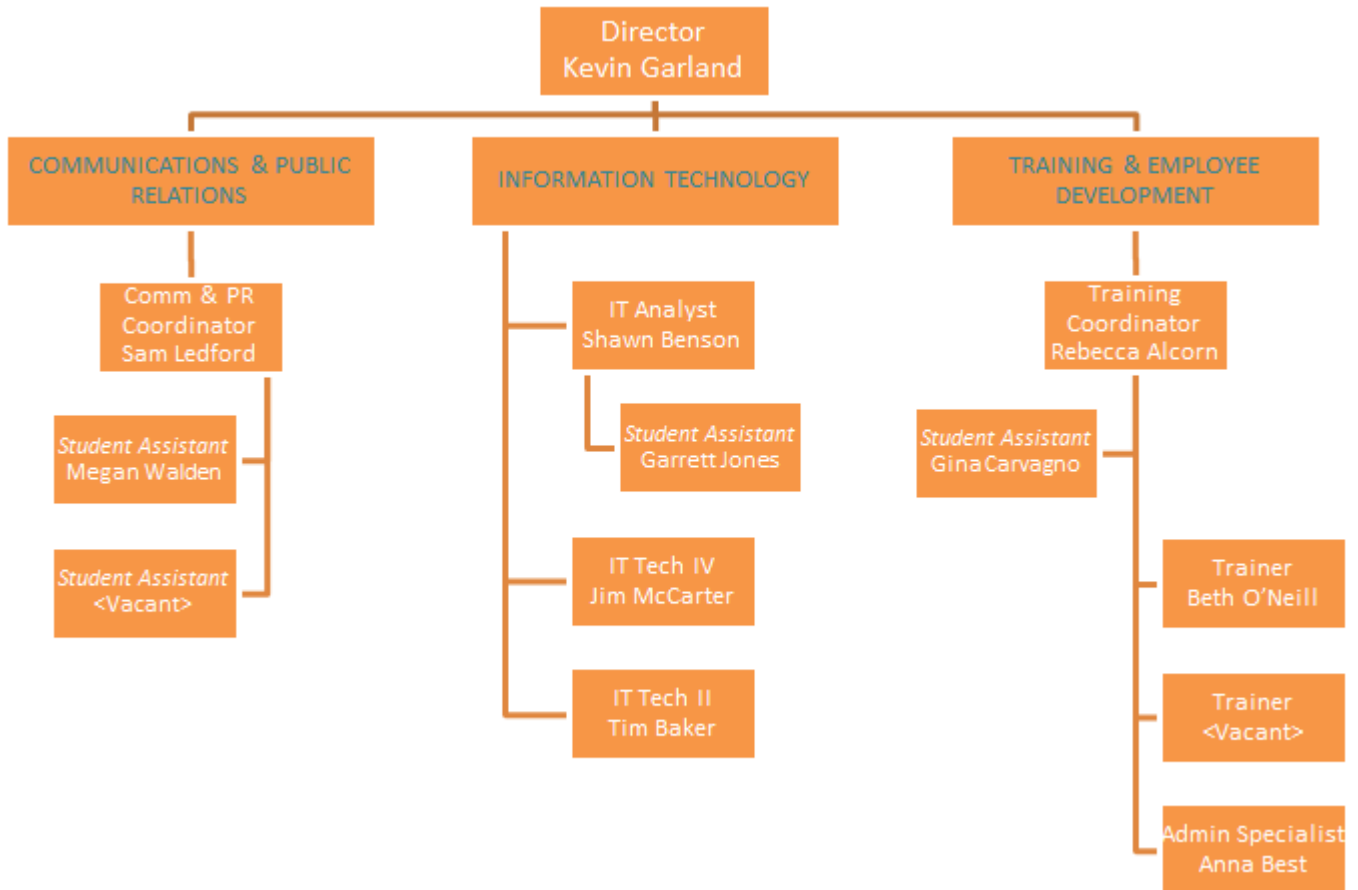 Director
Kevin Garland
COMMUNICATIONS & PUBLIC
RELATIONS
INFORMATION TECHNOLOGY
TRAINING & EMPLOYEE
DEVELOPMENT
Comm & PR
Coordinator
Sam Ledford
Student Assistant
Megan Walden
Student Assistant
<Vacant>
IT Analyst
Shawn Benson
Student Assistant
Garrett Jones
IT Tech IV
Jim McCarter
IT Tech II
Tim Baker
Training
Coordinator
Rebecca Alcorn
Student Assistant
Gina Carvagno
Trainer
Beth O’Neill
Trainer
<Vacant>
Admin Specialist
Anna Best